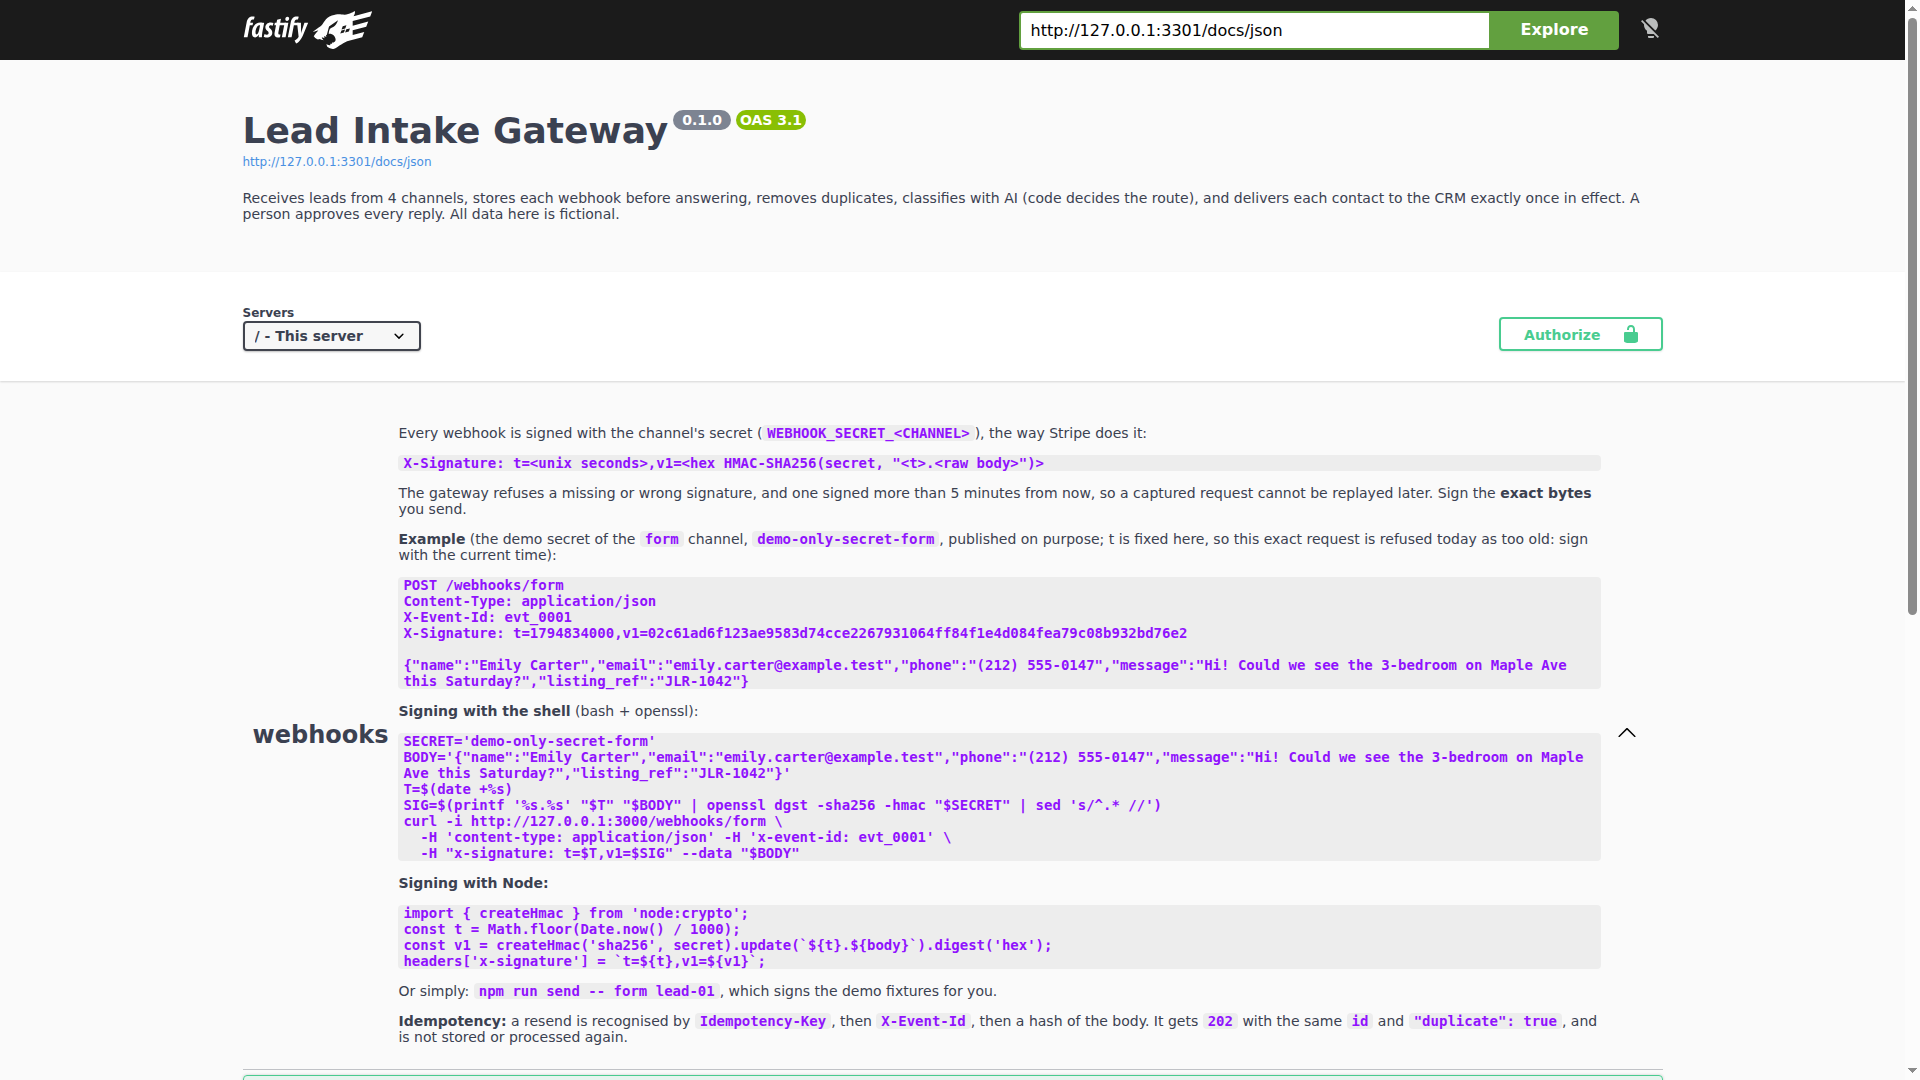 fastify
http://127.0.0.1:3301/docs/json
Explore
Lead Intake Gateway 0.1.0 OAS 3.1
http://127.0.0.1:3301/docs/json
Receives leads from 4 channels, stores each webhook before answering, removes duplicates, classifies with AI (code decides the route), and delivers each contact to the CRM exactly once in effect. A
person approves every reply. All data here is fictional.
Servers
/ - This server
Authorize
webhooks
Every webhook is signed with the channel's secret ( WEBHOOK_SECRET_<CHANNEL> ), the way Stripe does it:
X-Signature: t=<unix seconds>,v1=<hex HMAC-SHA256(secret, "<t>.<raw body>")>
The gateway refuses a missing or wrong signature, and one signed more than 5 minutes from now, so a captured request cannot be replayed later. Sign the exact bytes
you send.
Example (the demo secret of the form channel, demo-only-secret-form , published on purpose; t is fixed here, so this exact request is refused today as too old: sign
with the current time):
POST /webhooks/form
Content-Type: application/json
X-Event-Id: evt_0001
X-Signature: t=1794834000,v1=02c61ad6f123ae9583d74cce2267931064ff84f1e4d084fea79c08b932bd76e2
{"name":"Emily Carter","email":"emily.carter@example.test","phone":"(212) 555-0147","message":"Hi! Could we see the 3-bedroom on Maple Ave
this Saturday?","listing_ref":"JLR-1042"}
Signing with the shell (bash + openssl):
SECRET='demo-only-secret-form'
BODY='{"name":"Emily Carter","email":"emily.carter@example.test","phone":"(212) 555-0147","message":"Hi! Could we see the 3-bedroom on Maple
Ave this Saturday?","listing_ref":"JLR-1042"}'
T=$(date +%s)
SIG=$(printf '%s.%s' "$T" "$BODY" | openssl dgst -sha256 -hmac "$SECRET" | sed 's/^.* //')
curl -i http://127.0.0.1:3000/webhooks/form \
  -H 'content-type: application/json' -H 'x-event-id: evt_0001' \
  -H "x-signature: t=$T,v1=$SIG" --data "$BODY"
Signing with Node:
import { createHmac } from 'node:crypto';
const t = Math.floor(Date.now() / 1000);
const v1 = createHmac('sha256', secret).update(`${t}.${body}`).digest('hex');
headers['x-signature'] = `t=${t},v1=${v1}`;
Or simply: npm run send -- form lead-01 , which signs the demo fixtures for you.
Idempotency: a resend is recognised by Idempotency-Key , then X-Event-Id , then a hash of the body. It gets 202 with the same id and "duplicate": true , and
is not stored or processed again.